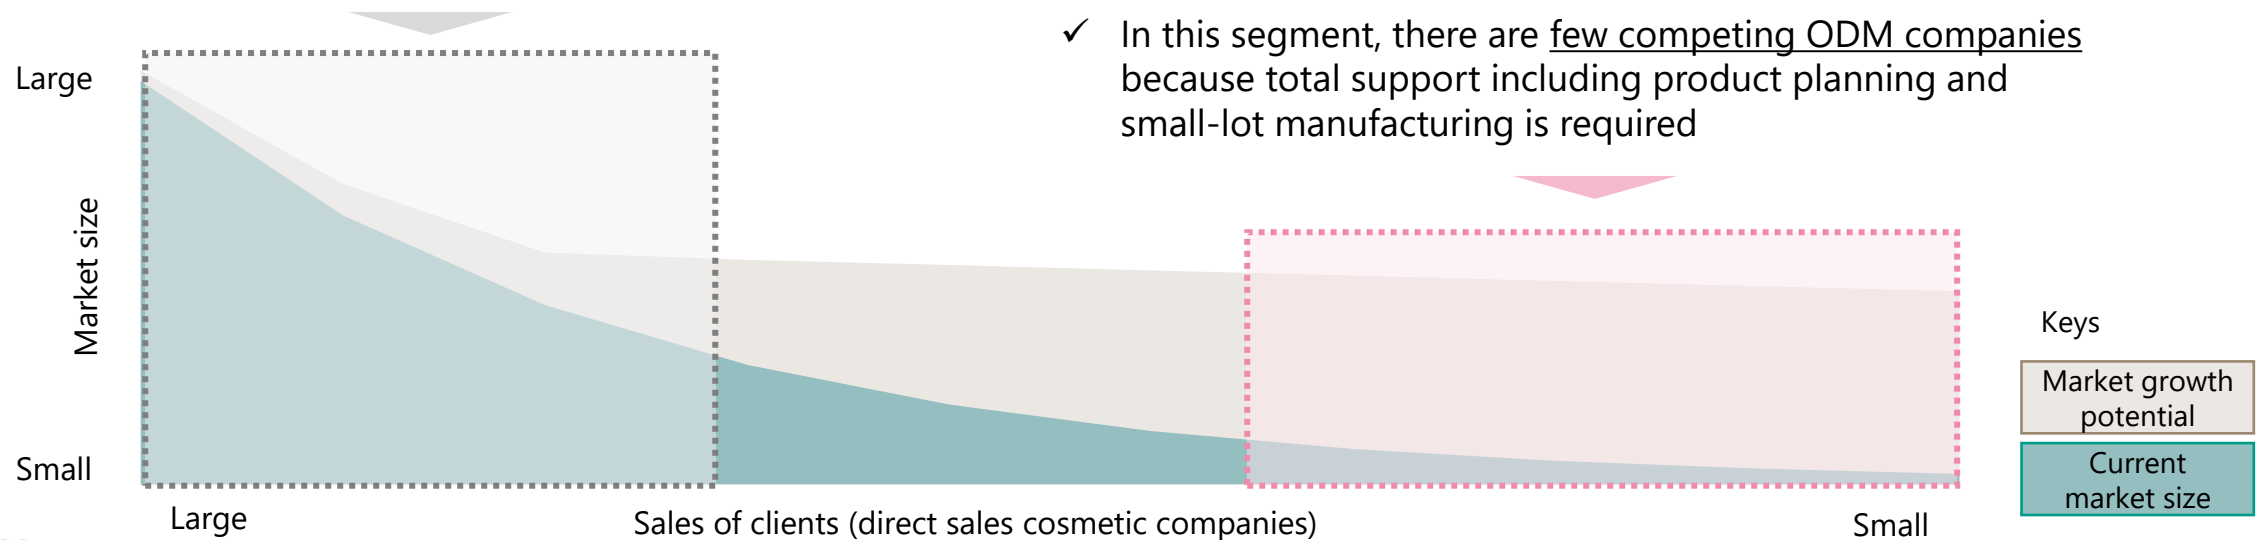 ✓ In this segment, there are few competing ODM companies
because total support including product planning and
small-lot manufacturing is required
Large
Market size
Small
Keys
Market growth
potential
Current
market size
Large
Sales of clients (direct sales cosmetic companies)
Small